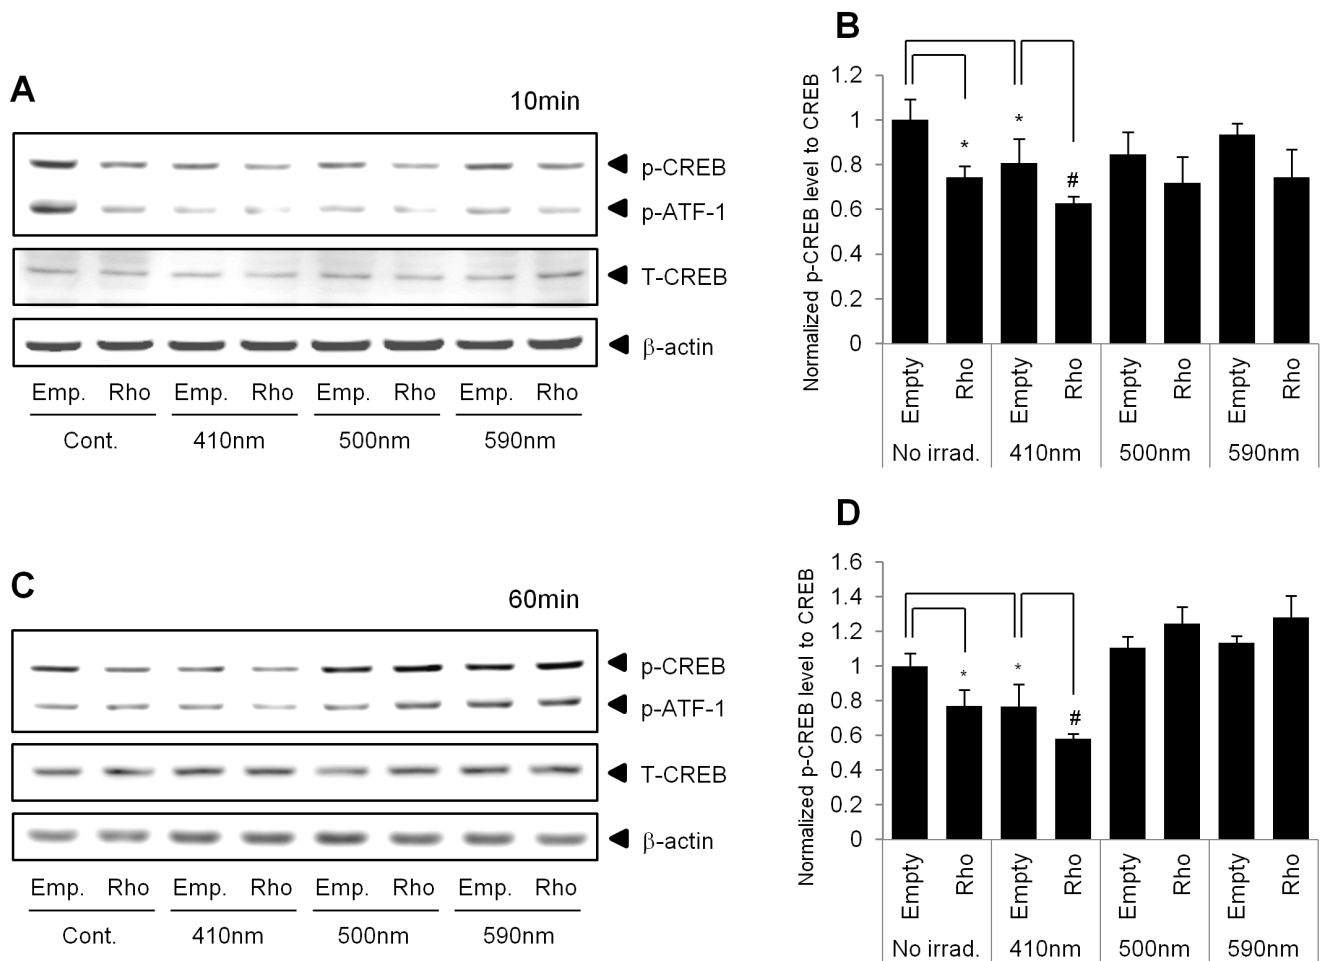 A
10min
p-CREB
p-ATF-1
T-CREB
β-actin
Emp. Rho Emp. Rho Emp. Rho Emp. Rho
Cont. 410nm 500nm 590nm
B
Normalized p-CREB level to CREB
1.2
1
0.8
0.6
0.4
0.2
0
* * #
Empty Rho Empty Rho Empty Rho Empty Rho
No irrad. 410nm 500nm 590nm
C
60min
p-CREB
p-ATF-1
T-CREB
β-actin
Emp. Rho Emp. Rho Emp. Rho Emp. Rho
Cont. 410nm 500nm 590nm
D
Normalized p-CREB level to CREB
1.6
1.4
1.2
1
0.8
0.6
0.4
0.2
0
* * #
Empty Rho Empty Rho Empty Rho Empty Rho
No irrad. 410nm 500nm 590nm